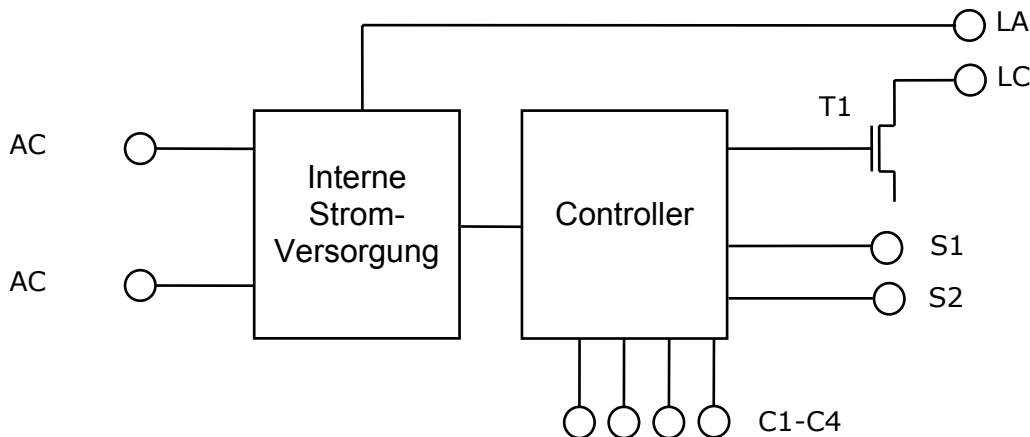 LA
LC
T1
AC
Interne
Strom-
Versorgung
Controller
S1
AC
S2
C1-C4